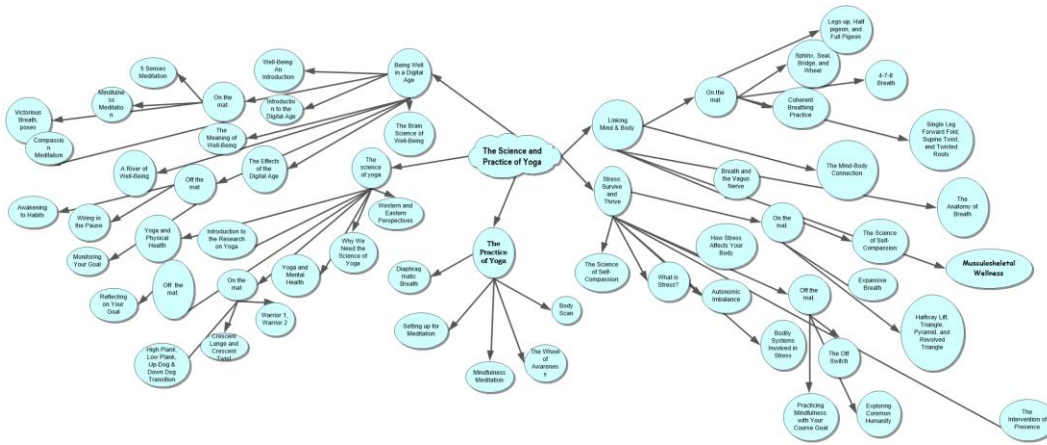 The Science and
Practice of Yoga
Being Well
in a Digital
Age
Well-Being
An
Introduction
Introductio
n to the Digital
Age
The Brain
Science of
Well-Being
On the
mat.
5 Senses
Meditation
Mindfulne
ss Meditatio
n
Victorious
Breath,
poses
Compassio
n Meditation
The
Meaning of
Well-Being
A River of
Well-Being
The Effects
of the
Digital Age
Off the
mat
Awakening
to Habits
Wiring in
the Pause
Monitoring
Your Goal
The
science
of yoga
Western and
Eastern
Perspectives
Why We
Need the
Science of
Yoga
Yoga and
Mental
Health
Introduction to
the Research
on Yoga
Yoga and
Physical
Health
On the
mat
Off the
mat
Reflecting
on Your
Goal
Warrior 1,
Warrior 2
Crescent
Lunge and
Crescent
Twist
High Plank,
Low Plank,
Up-Dog &
Down Dog
Transition
The
Practice
of Yoga
Diaphrag
matic
Breath
Setting up for
Meditation
Mindfulness
Meditation
The Wheel
of
Awarenes
s
Body
Scan
Linking
Mind & Body
On the
mat
Legs-up, Half
pigeon, and
Full Pigeon
Sphinx, Seal,
Bridge, and
Wheel
4-7-8
Breath
Coherent
Breathing
Practice
Single Leg
Forward Fold,
Supine Twist,
and Twisted
Roots
The Mind-Body
Connection
The
Anatomy of
Breath
Breath and
the Vagus
Nerve
The Science
of Self-
Compassion
Musculoskeletal
Wellness
Stress
Survive and
Thrive
On the
mat.
Expansive
Breath
Halfway Lift,
Triangle,
Pyramid, and
Revolved
Triangle
How Stress
Affects Your
Body
The Science
of Self-
Compassion
What is
Stress?
Autonomic
Imbalance
Bodily
Systems
Involved in
Stress
Off the
mat.
The Off
Switch
Practicing
Mindfulness
with Your
Course Goal
Exploring
Common
Humanity
The
Intervention of
Presence